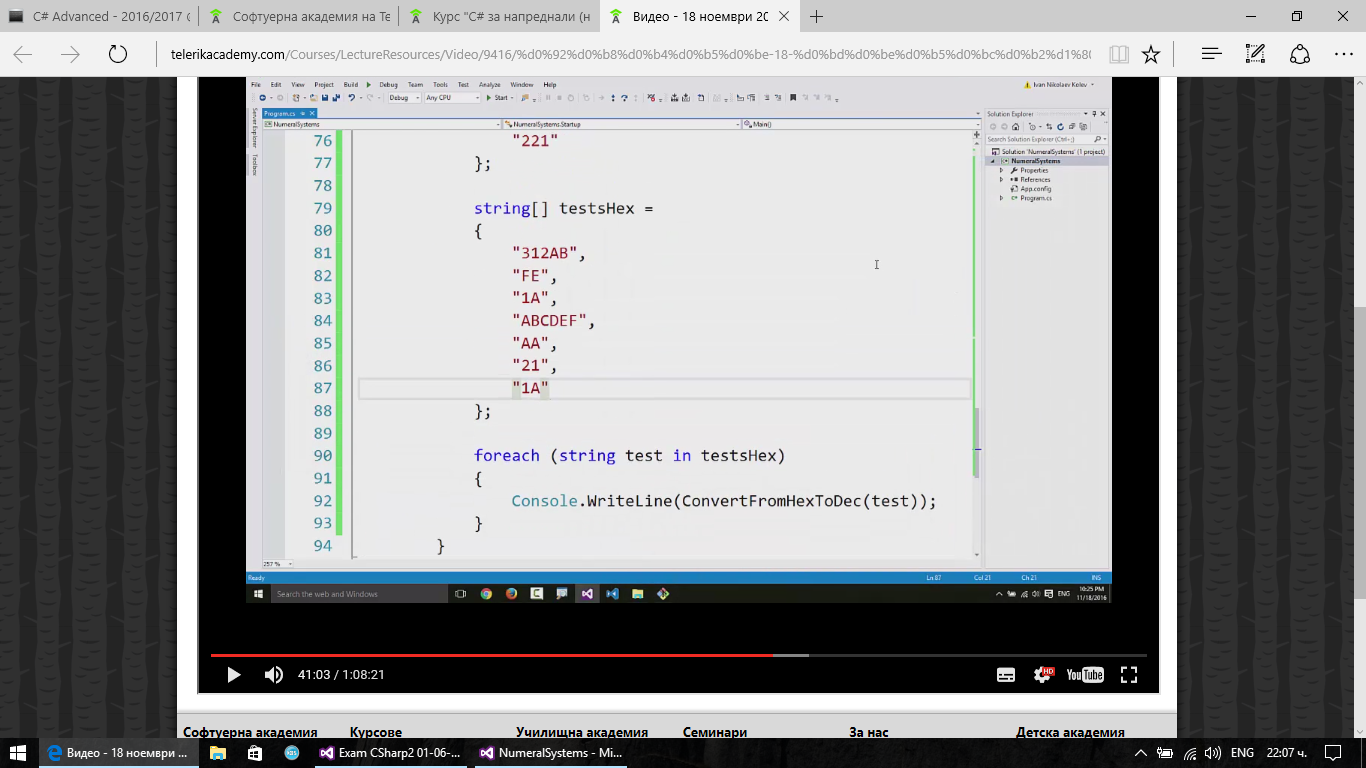 C# Advanced - 2016/2017 (
Софтуерна академия на Те
Курс "C# за напреднали (н
Видео - 18 ноември 20
telerikacademy.com/Courses/LectureResources/Video/9416/%d0%92%d0%b8%d0%b4%d0%b5%d0%be-18-%d0%bd%d0%be%d0%b5%d0%bc%d0%b2%d1%80
File Edit View Project Build Debug Team Tools Test Analyze Window Help
Ivan Nikolaev Kolev
Debug Any CPU Start
Program.cs
Solution Explorer
NumeralSystems NumeralSystems.Startup Main()
Server Explorer
Toolbox
Search Solution Explorer (Ctrl+;)
Solution 'NumeralSystems' (1 project)
NumeralSystems
Properties
References
App.config
Program.cs
76 "221"
77 };
78
79 string[] testsHex =
80 {
81 "312AB",
82 "FE",
83 "1A",
84 "ABCDEF",
85 "AA",
86 "21",
87 "1A"
88 };
89
90 foreach (string test in testsHex)
91 {
92 Console.WriteLine(ConvertFromHexToDec(test));
93 }
94 }
257 %
Ready Ln 87 Col 21 Ch 21 INS
Search the web and Windows
ENG
10:25 PM
11/18/2016
41:03 / 1:08:21
HD
YouTube
Софтуерна академия Курсове Училищна академия Семинари За нас Детска академия
Видео - 18 ноември ...
Exam CSharp2 01-06-...
NumeralSystems - Mi...
ENG 22:07 ч.